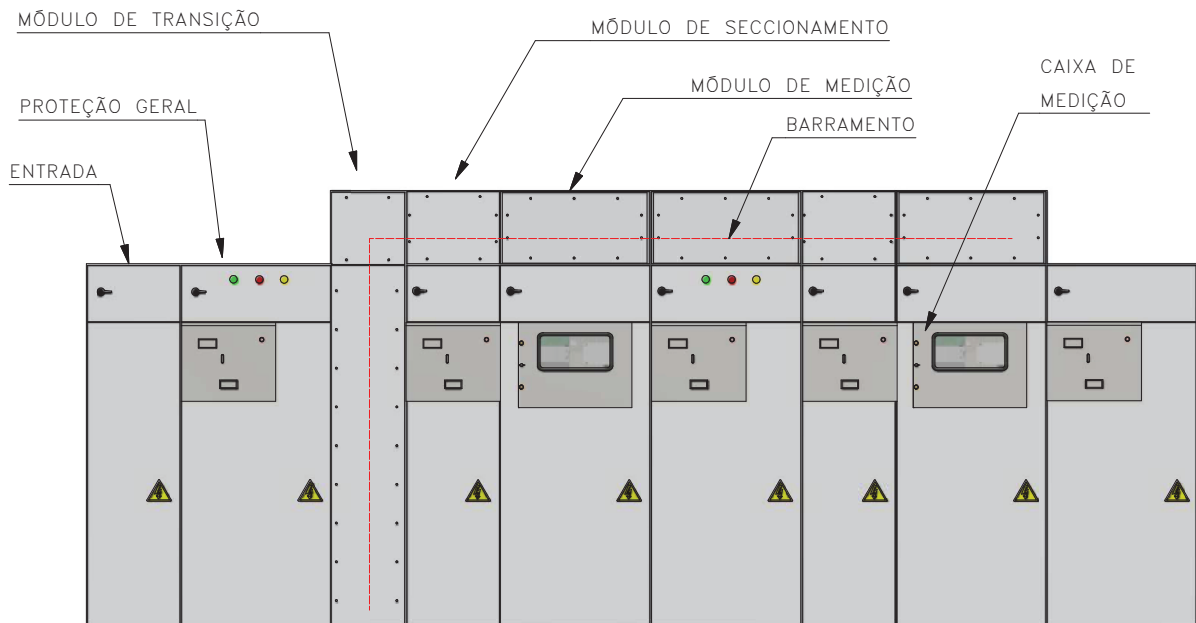 MÓDULO DE TRANSIÇÃO
MÓDULO DE SECCIONAMENTO
CAIXA DE
MEDIÇÃO
MÓDULO DE MEDIÇÃO
PROTEÇÃO GERAL
BARRAMENTO
ENTRADA